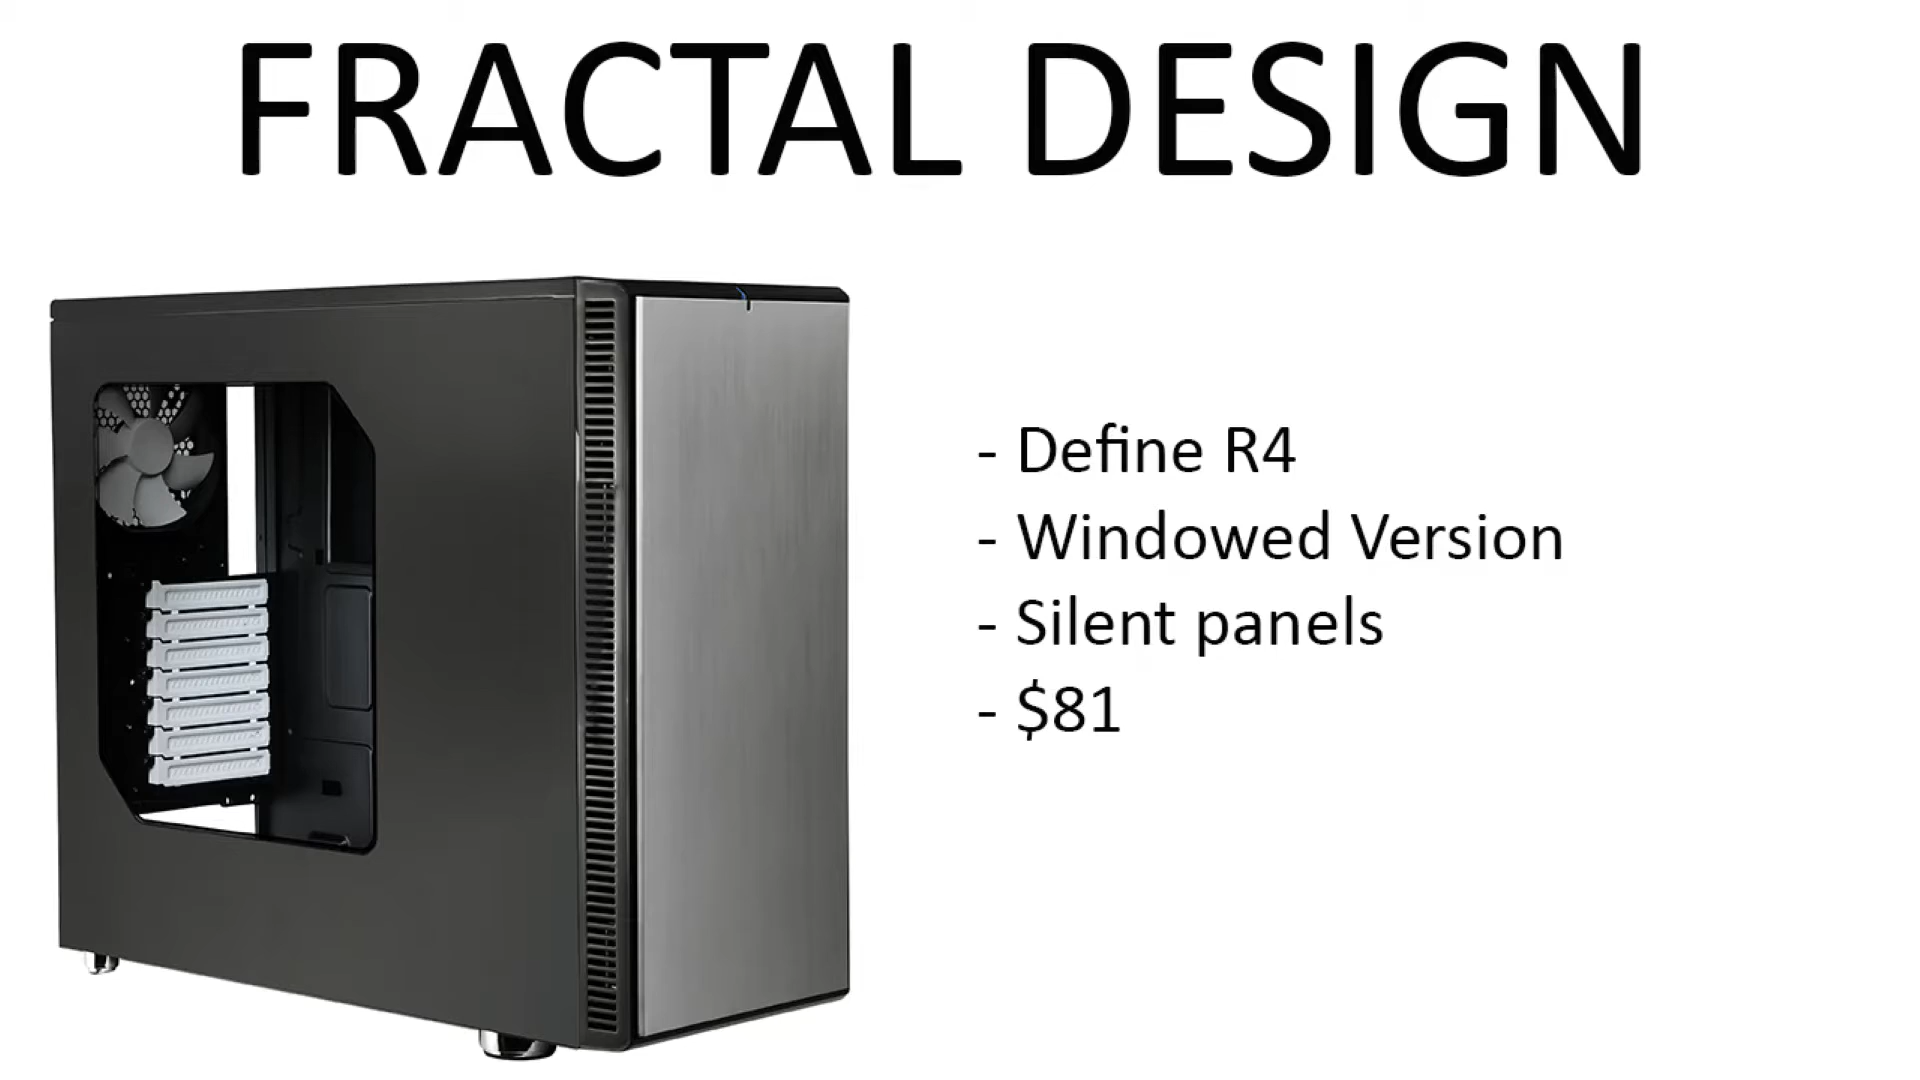 FRACTAL DESIGN
- Define R4
- Windowed Version
- Silent panels
- $81